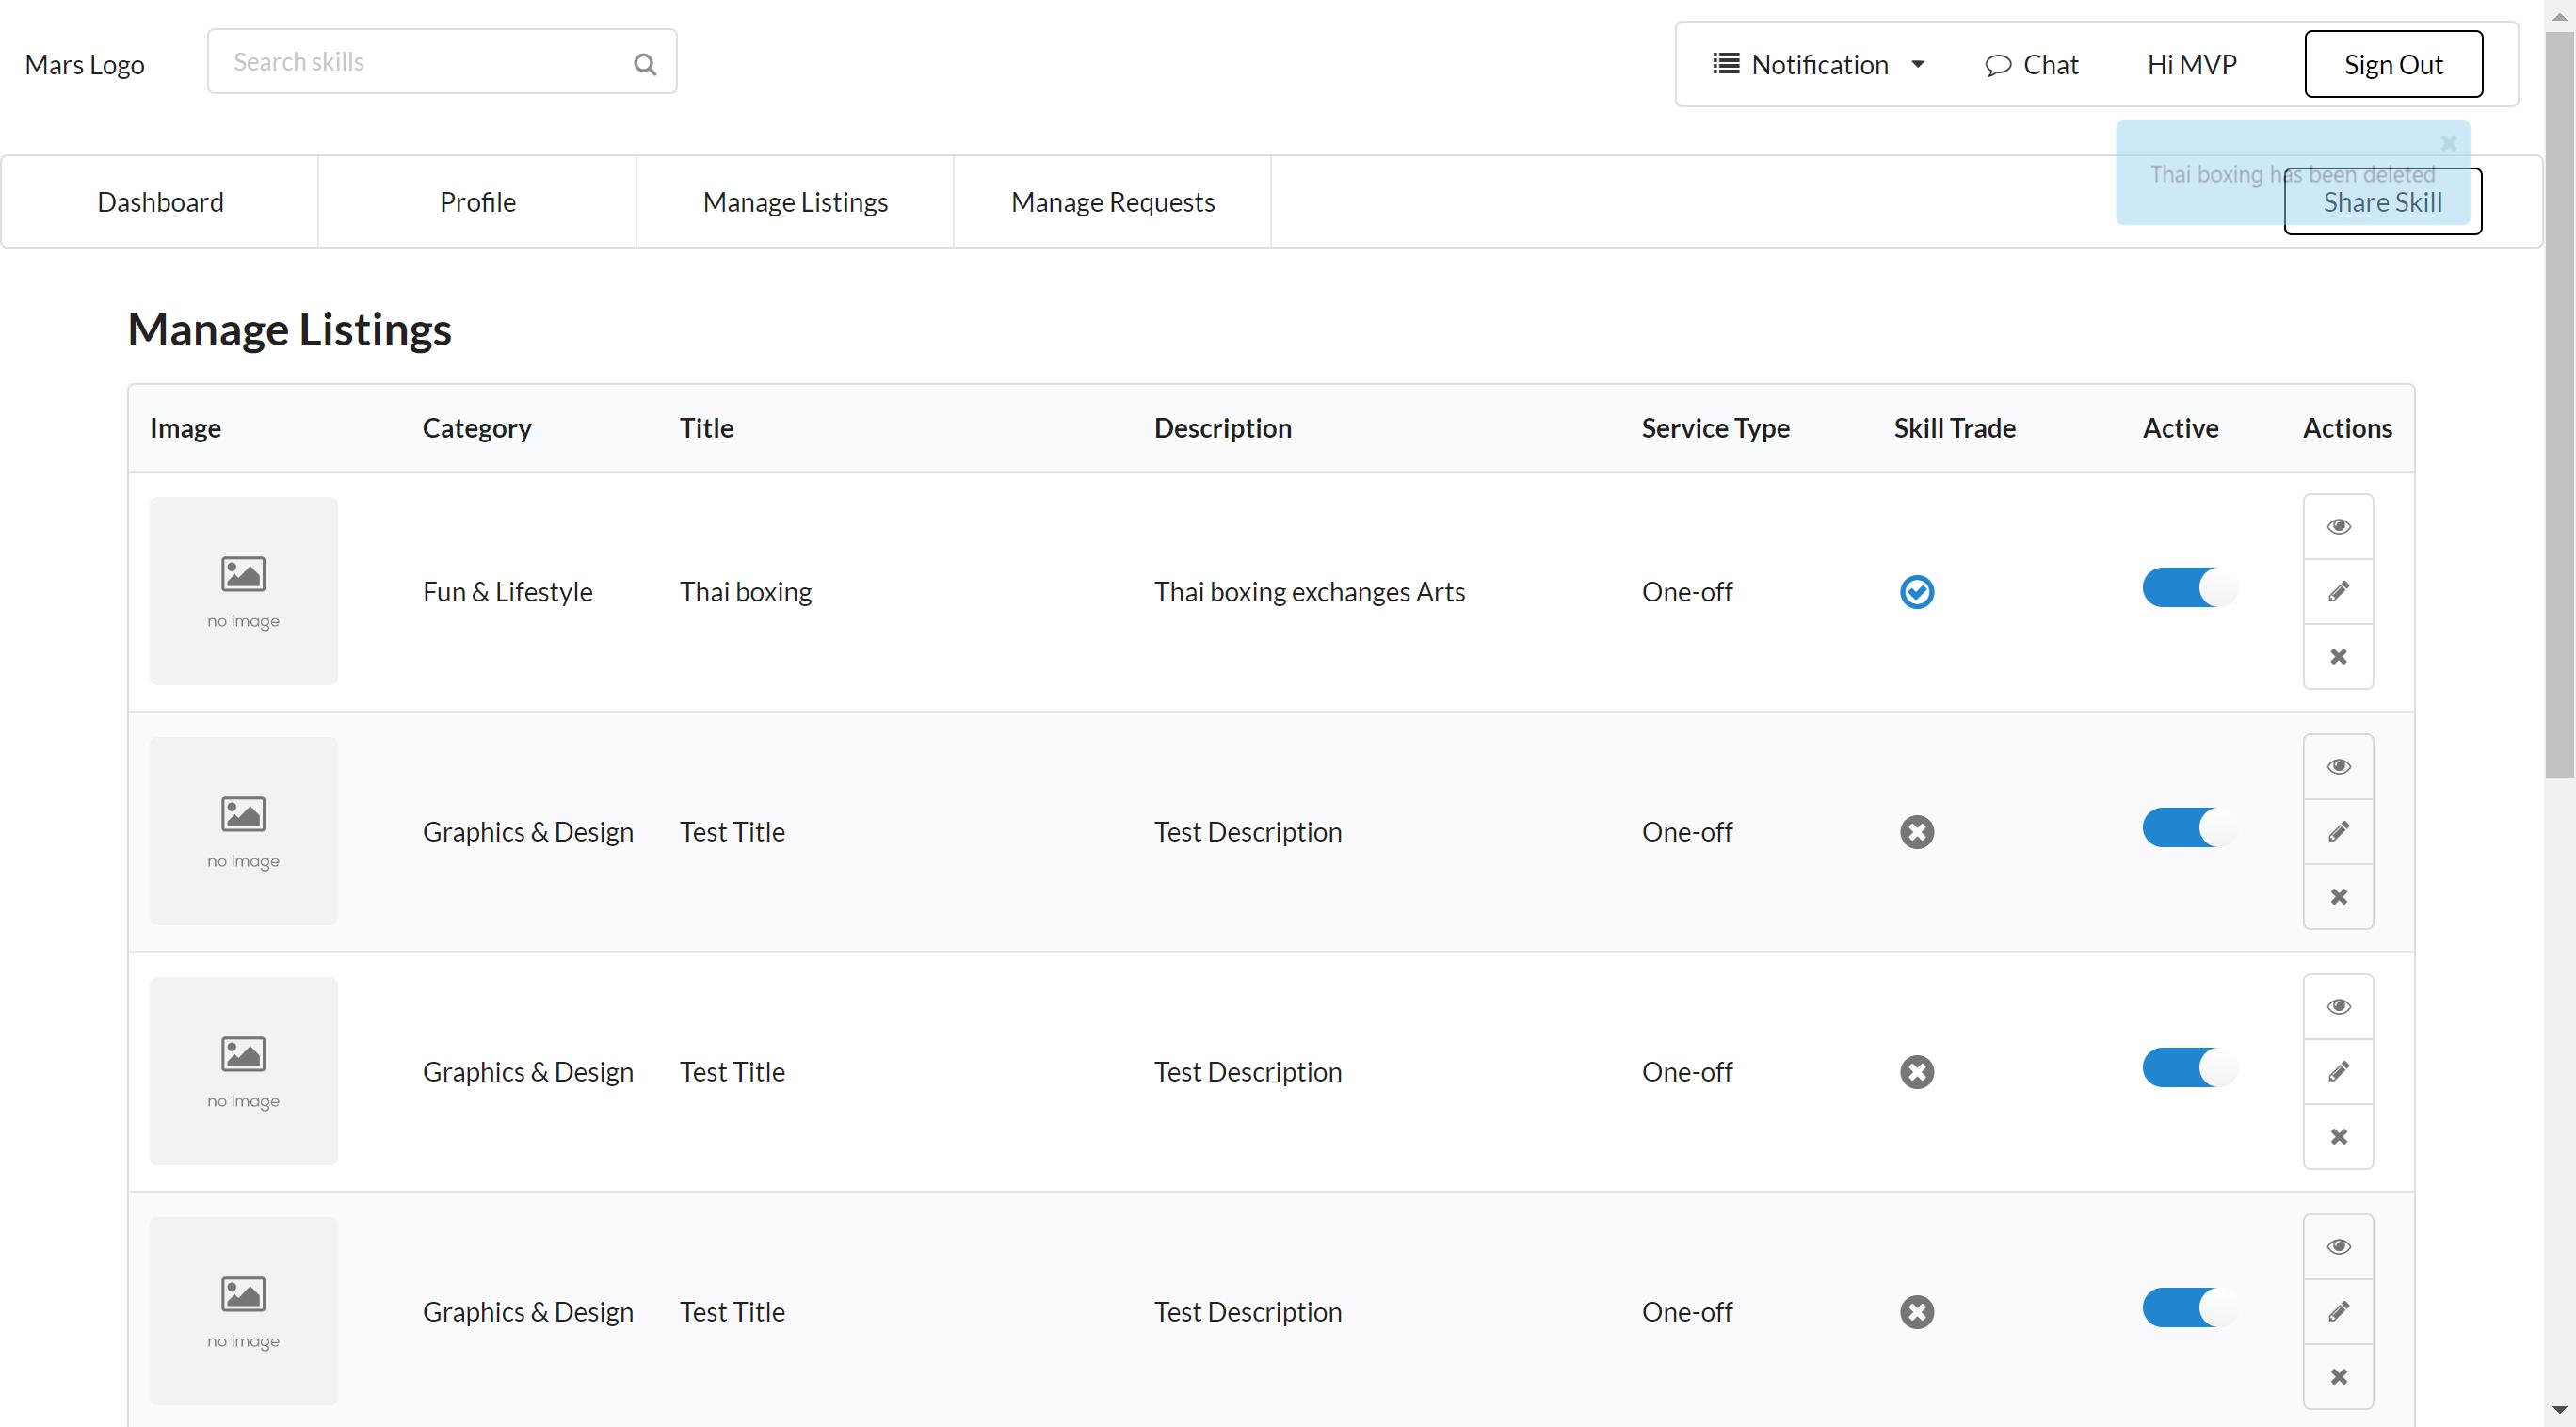 Mars Logo
Search skills
Notification
Chat
Hi MVP
Sign Out
Thai boxing has been deleted
Dashboard
Profile
Manage Listings
Manage Requests
Share Skill
Manage Listings
Image Category Title Description Service Type Skill Trade Active Actions
no image
Fun & Lifestyle Thai boxing Thai boxing exchanges Arts One-off
no image
Graphics & Design Test Title Test Description One-off
no image
Graphics & Design Test Title Test Description One-off
no image
Graphics & Design Test Title Test Description One-off